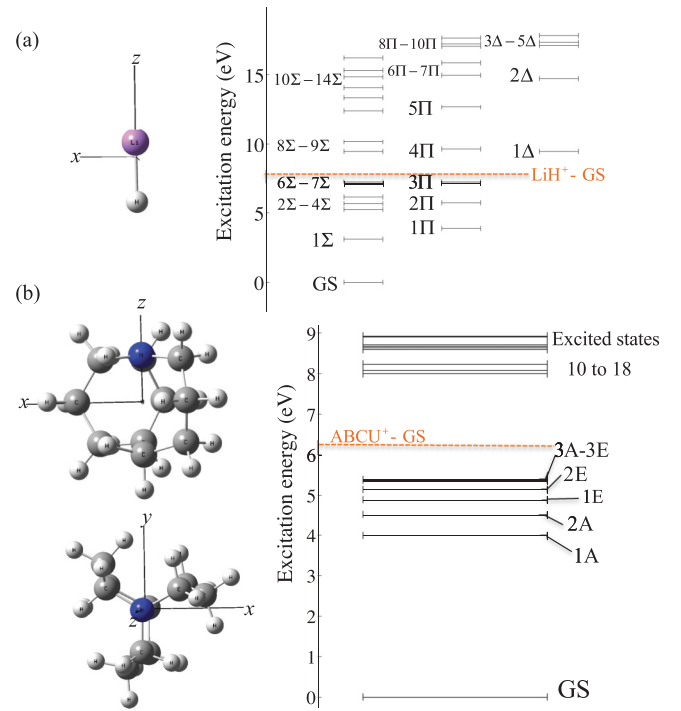 (a)
z
x
Li
H
Excitation energy (eV)
15
10
5
0
8Π−10Π
3Δ−5Δ
10Σ−14Σ
6Π−7Π
2Δ
5Π
8Σ−9Σ
4Π
1Δ
LiH⁺- GS
6Σ−7Σ
3Π
2Σ−4Σ
2Π
1Π
1Σ
GS
(b)
z
x
H
C
y
x
z
H
C
Excitation energy (eV)
9
8
7
6
5
4
3
2
1
0
Excited states
10 to 18
ABCU⁺- GS
3A-3E
2E
1E
2A
1A
GS